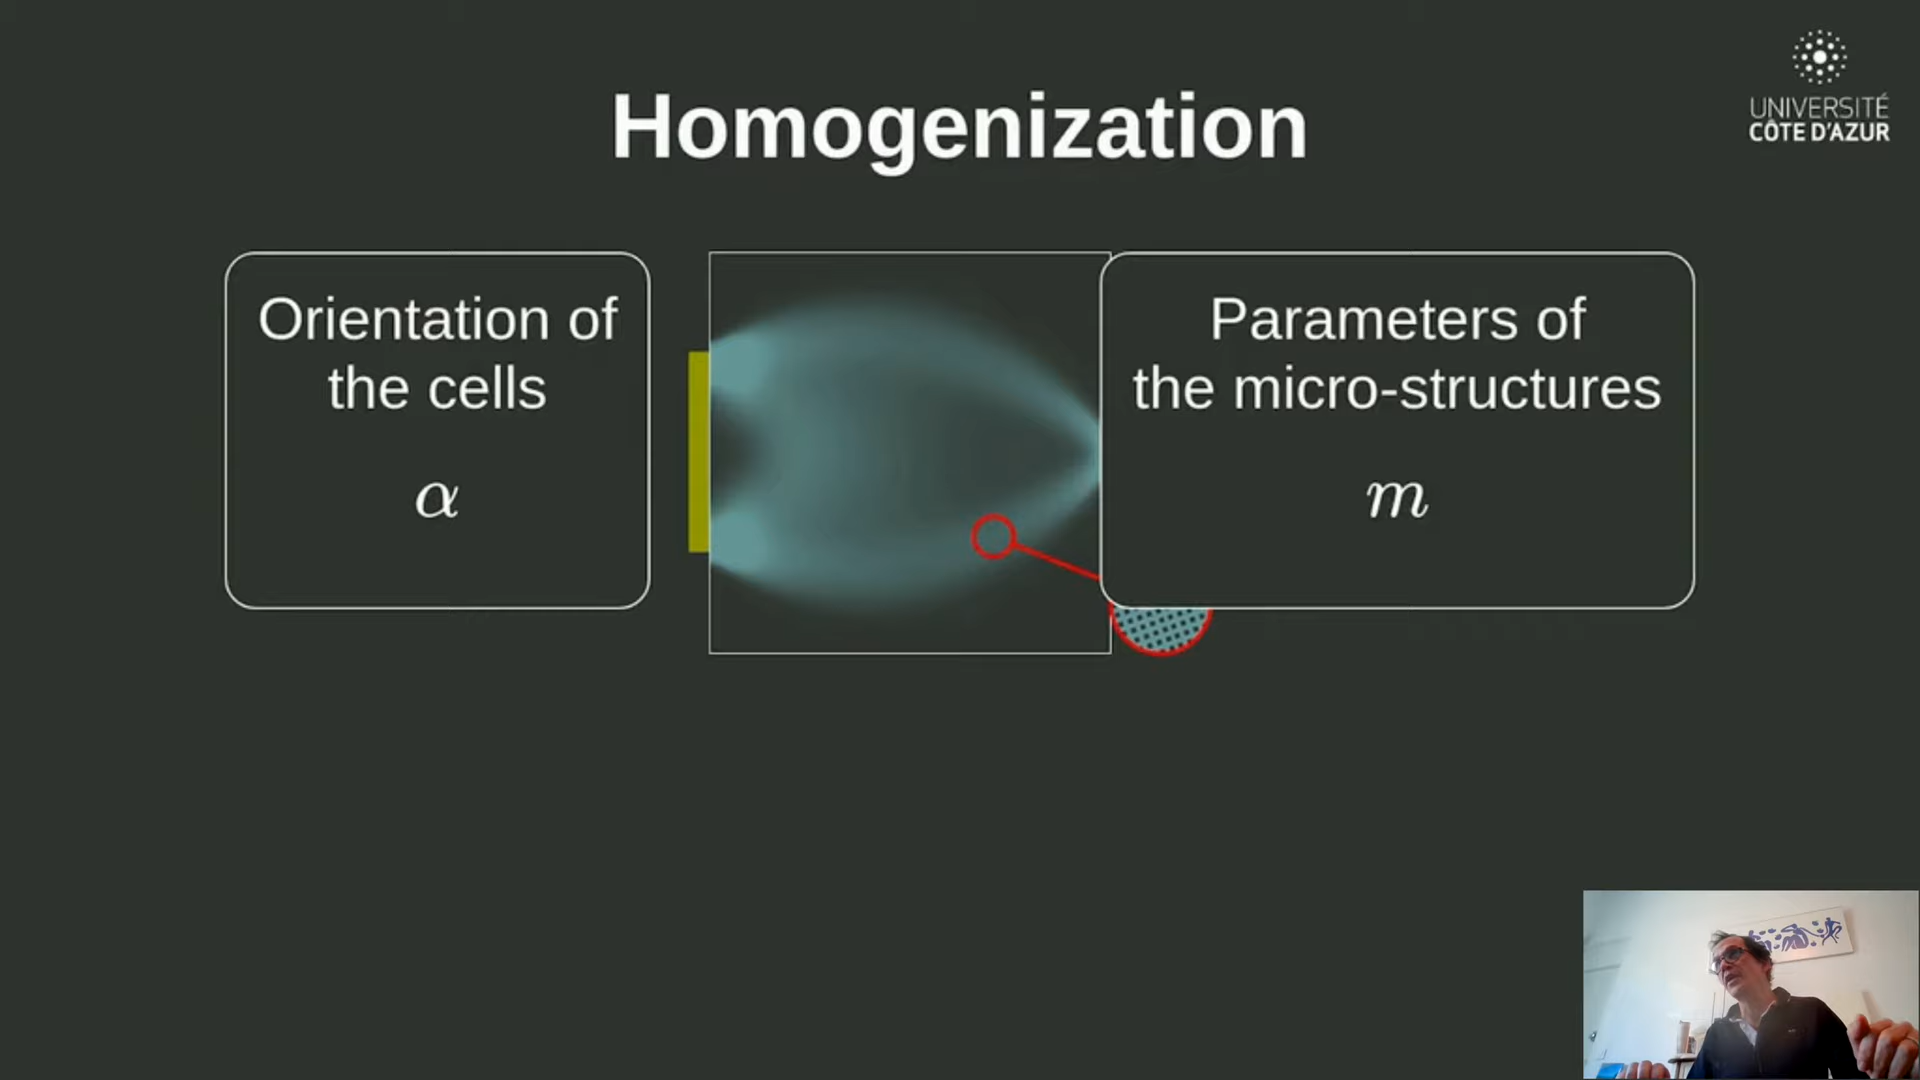 Homogenization
UNIVERSITÉ
CÔTE D'AZUR
Orientation of
the cells
α
Parameters of
the micro-structures
m